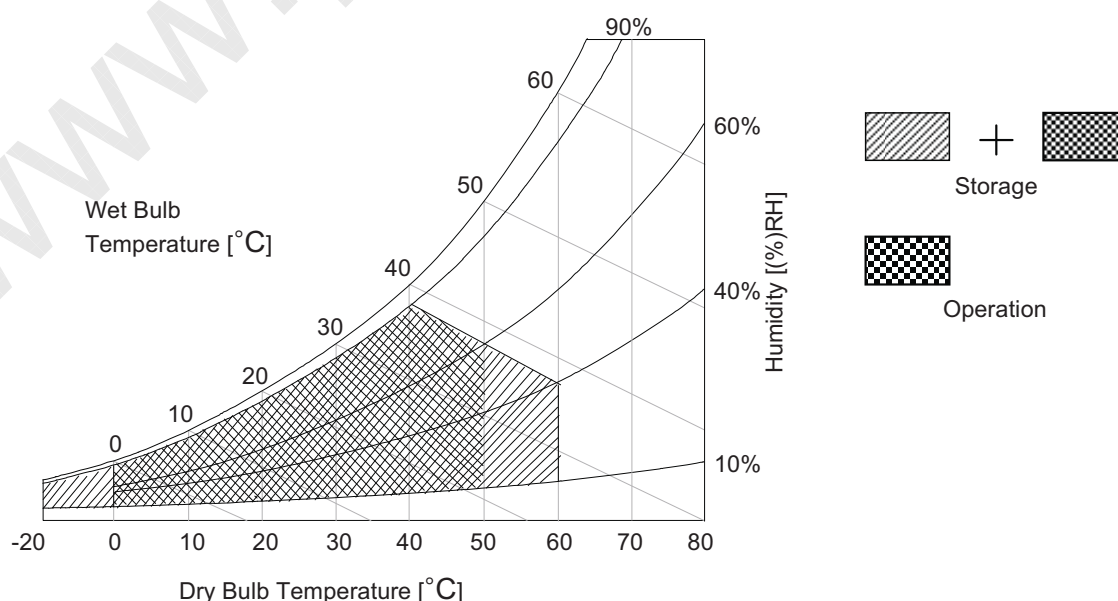 WWW
90%
60
60%
50
Wet Bulb
Temperature [°C]
Storage
40
40%
Humidity [(%)RH]
Operation
30
20
10
0
10%
-20 0 10 20 30 40 50 60 70 80
Dry Bulb Temperature [°C]